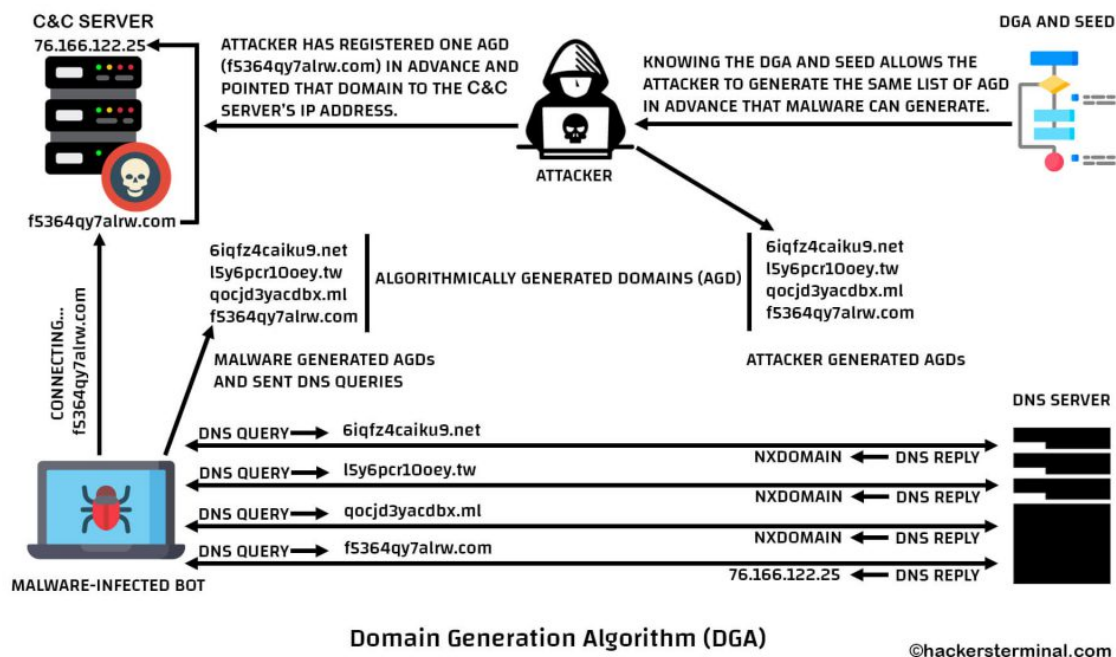 C&C SERVER
76.166.122.25
f5364qy7alrw.com
ATTACKER HAS REGISTERED ONE AGD
(f5364qy7alrw.com) IN ADVANCE AND
POINTED THAT DOMAIN TO THE C&C
SERVER'S IP ADDRESS.
ATTACKER
KNOWING THE DGA AND SEED ALLOWS THE
ATTACKER TO GENERATE THE SAME LIST OF AGD
IN ADVANCE THAT MALWARE CAN GENERATE.
DGA AND SEED
6iqfz4caiku9.net
l5y6pcr10oey.tw
qocjd3yacdbx.ml
f5364qy7alrw.com
ALGORITHMICALLY GENERATED DOMAINS (AGD)
6iqfz4caiku9.net
l5y6pcr10oey.tw
qocjd3yacdbx.ml
f5364qy7alrw.com
MALWARE GENERATED AGDs
AND SENT DNS QUERIES
ATTACKER GENERATED AGDs
CONNECTING...
f5364qy7alrw.com
DNS SERVER
DNS QUERY 6iqfz4caiku9.net
NXDOMAIN DNS REPLY
DNS QUERY l5y6pcr10oey.tw
NXDOMAIN DNS REPLY
DNS QUERY qocjd3yacdbx.ml
NXDOMAIN DNS REPLY
DNS QUERY f5364qy7alrw.com
76.166.122.25 DNS REPLY
MALWARE-INFECTED BOT
Domain Generation Algorithm (DGA)
©hackersterminal.com